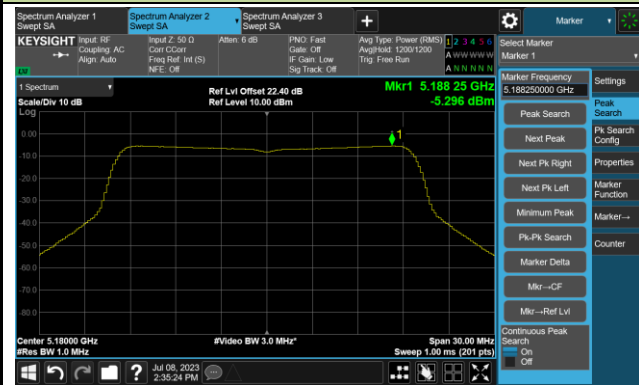 Spectrum Analyzer 1
Swept SA
Spectrum Analyzer 2
Swept SA
Spectrum Analyzer 3
Swept SA
+
Marker
KEYSIGHT
Input: RF
Coupling: AC
Align: Auto
Input Z: 50 Ω
Corr CCorr
Freq Ref: Int (S)
NFE: Off
Atten: 6 dB
PNO: Fast
Gate: Off
IF Gain: Low
Sig Track: Off
Avg Type: Power (RMS)
Avg|Hold: 1200/1200
Trig: Free Run
1 2 3 4 5 6
A W W W W W
A N N N N N
LXI
Select Marker
Marker 1
1 Spectrum
Scale/Div 10 dB
Log
Ref Lvl Offset 22.40 dB
Ref Level 10.00 dBm
Mkr1 5.188 25 GHz
-5.296 dBm
Marker Frequency
5.188250000 GHz
Settings
Peak Search
Next Peak
Next Pk Right
Next Pk Left
Minimum Peak
Pk-Pk Search
Marker Delta
Mkr→CF
Mkr→Ref Lvl
Continuous Peak
Search
On
Off
Peak
Search
Pk Search
Config
Properties
Marker
Function
Marker→
Counter
1
0.00
-10.0
-20.0
-30.0
-40.0
-50.0
-60.0
-70.0
-80.0
Center 5.18000 GHz
#Res BW 1.0 MHz
#Video BW 3.0 MHz*
Span 30.00 MHz
Sweep 1.00 ms (201 pts)
?
Jul 08, 2023
2:35:24 PM